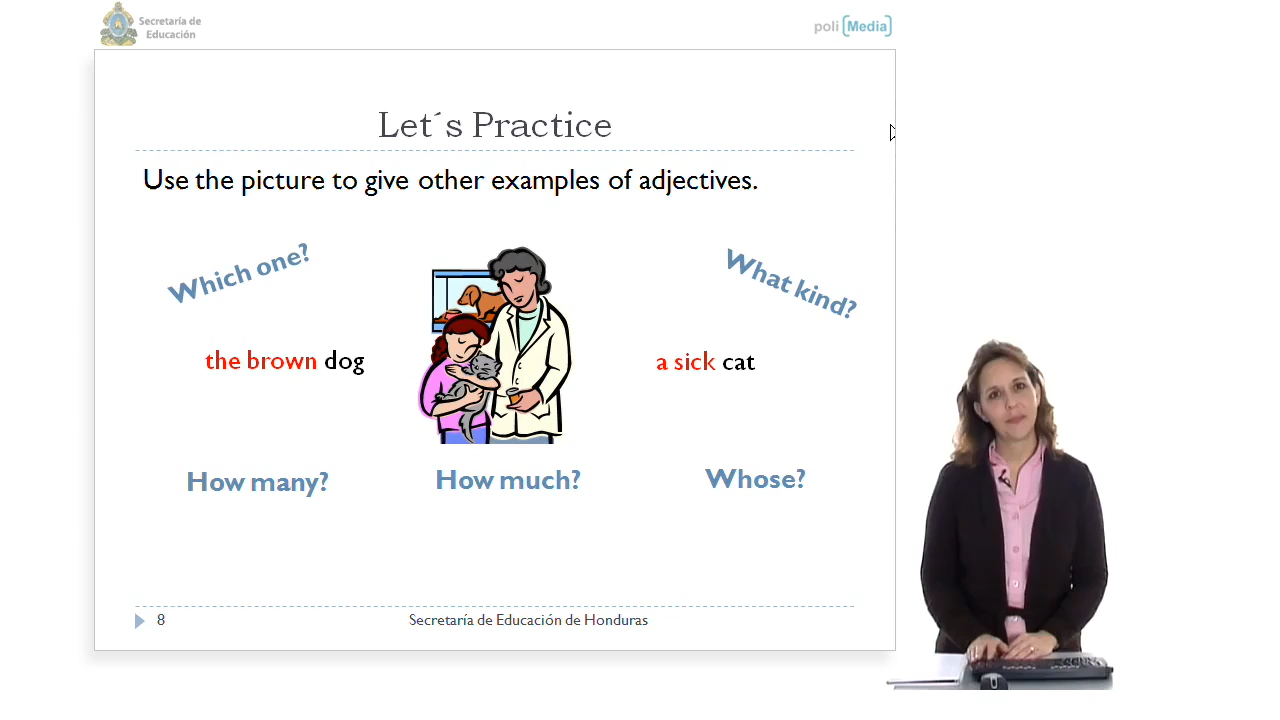 Secretaría de
Educación
poli [Media]
Let´s Practice
Use the picture to give other examples of adjectives.
Which one?
What kind?
the brown dog
a sick cat
How many?
How much?
Whose?
8
Secretaría de Educación de Honduras